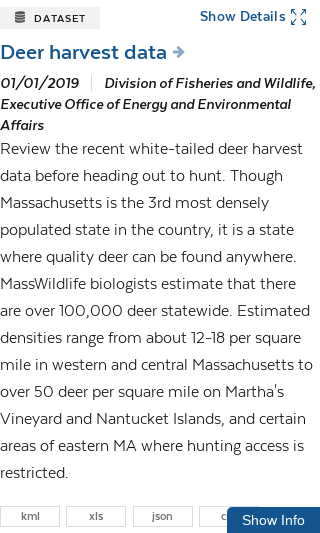 DATASET
Show Details
Deer harvest data
01/01/2019 Division of Fisheries and Wildlife,
Executive Office of Energy and Environmental
Affairs
Review the recent white-tailed deer harvest
data before heading out to hunt. Though
Massachusetts is the 3rd most densely
populated state in the country, it is a state
where quality deer can be found anywhere.
MassWildlife biologists estimate that there
are over 100,000 deer statewide. Estimated
densities range from about 12-18 per square
mile in western and central Massachusetts to
over 50 deer per square mile on Martha's
Vineyard and Nantucket Islands, and certain
areas of eastern MA where hunting access is
restricted.
kml xls json
Show Info